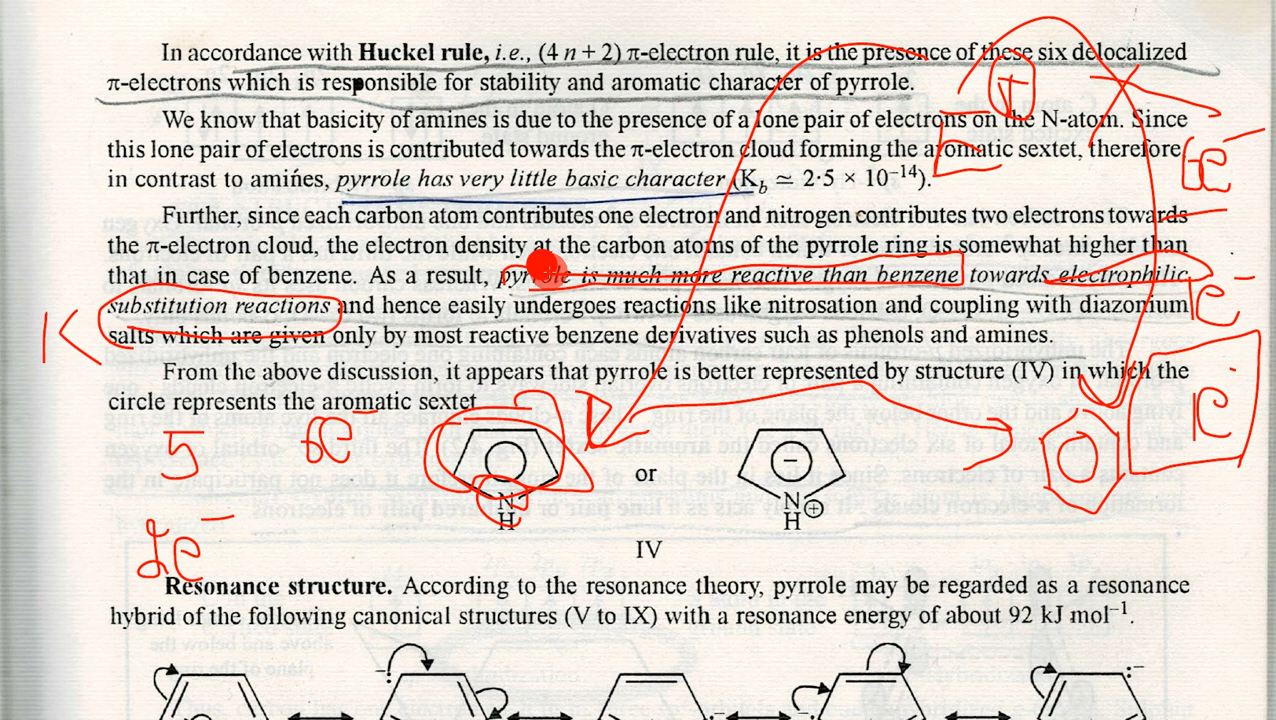 In accordance with Huckel rule, i.e., (4 n + 2) π-electron rule, it is the presence of these six delocalized
π-electrons which is responsible for stability and aromatic character of pyrrole.
We know that basicity of amines is due to the presence of a lone pair of electrons on the N-atom. Since
this lone pair of electrons is contributed towards the π-electron cloud forming the aromatic sextet, therefore,
in contrast to amines, pyrrole has very little basic character (K_b ≃ 2·5 × 10⁻¹⁴).
6e⁻
Further, since each carbon atom contributes one electron and nitrogen contributes two electrons towards
the π-electron cloud, the electron density at the carbon atoms of the pyrrole ring is somewhat higher than
that in case of benzene. As a result, pyrrole is much more reactive than benzene towards electrophilic
substitution reactions and hence easily undergoes reactions like nitrosation and coupling with diazonium
1e⁻
salts which are given only by most reactive benzene derivatives such as phenols and amines.
From the above discussion, it appears that pyrrole is better represented by structure (IV) in which the
circle represents the aromatic sextet
1e
5 6e⁻
or
N
H
N
H ⊕
2e⁻
IV
Resonance structure. According to the resonance theory, pyrrole may be regarded as a resonance
hybrid of the following canonical structures (V to IX) with a resonance energy of about 92 kJ mol⁻¹.